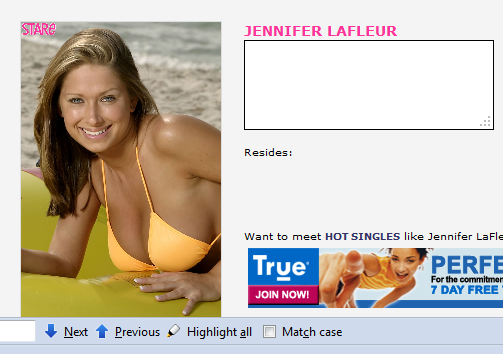 STARe
JENNIFER LAFLEUR
Resides:
Want to meet HOT SINGLES like Jennifer LaFle
True®
JOIN NOW!
PERFE
For the commitmen
7 DAY FREE
Next Previous Highlight all Match case